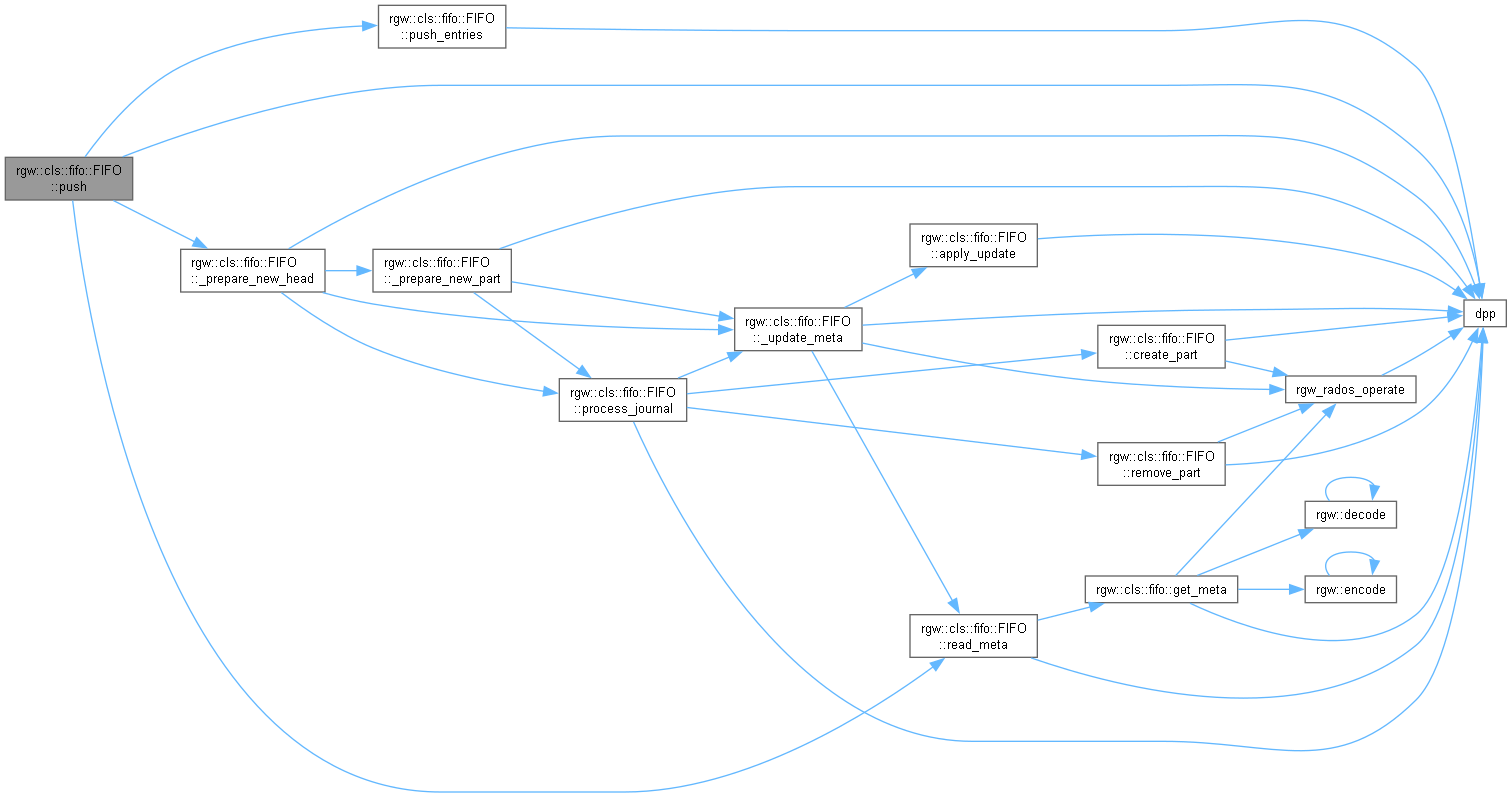 rgw::cls::fifo::FIFO
::push_entries
rgw::cls::fifo::FIFO
::push
rgw::cls::fifo::FIFO
::_prepare_new_head
rgw::cls::fifo::FIFO
::_prepare_new_part
rgw::cls::fifo::FIFO
::apply_update
rgw::cls::fifo::FIFO
::_update_meta
dpp
rgw::cls::fifo::FIFO
::create_part
rgw_rados_operate
rgw::cls::fifo::FIFO
::process_journal
rgw::cls::fifo::FIFO
::remove_part
rgw::decode
rgw::cls::fifo::get_meta
rgw::encode
rgw::cls::fifo::FIFO
::read_meta